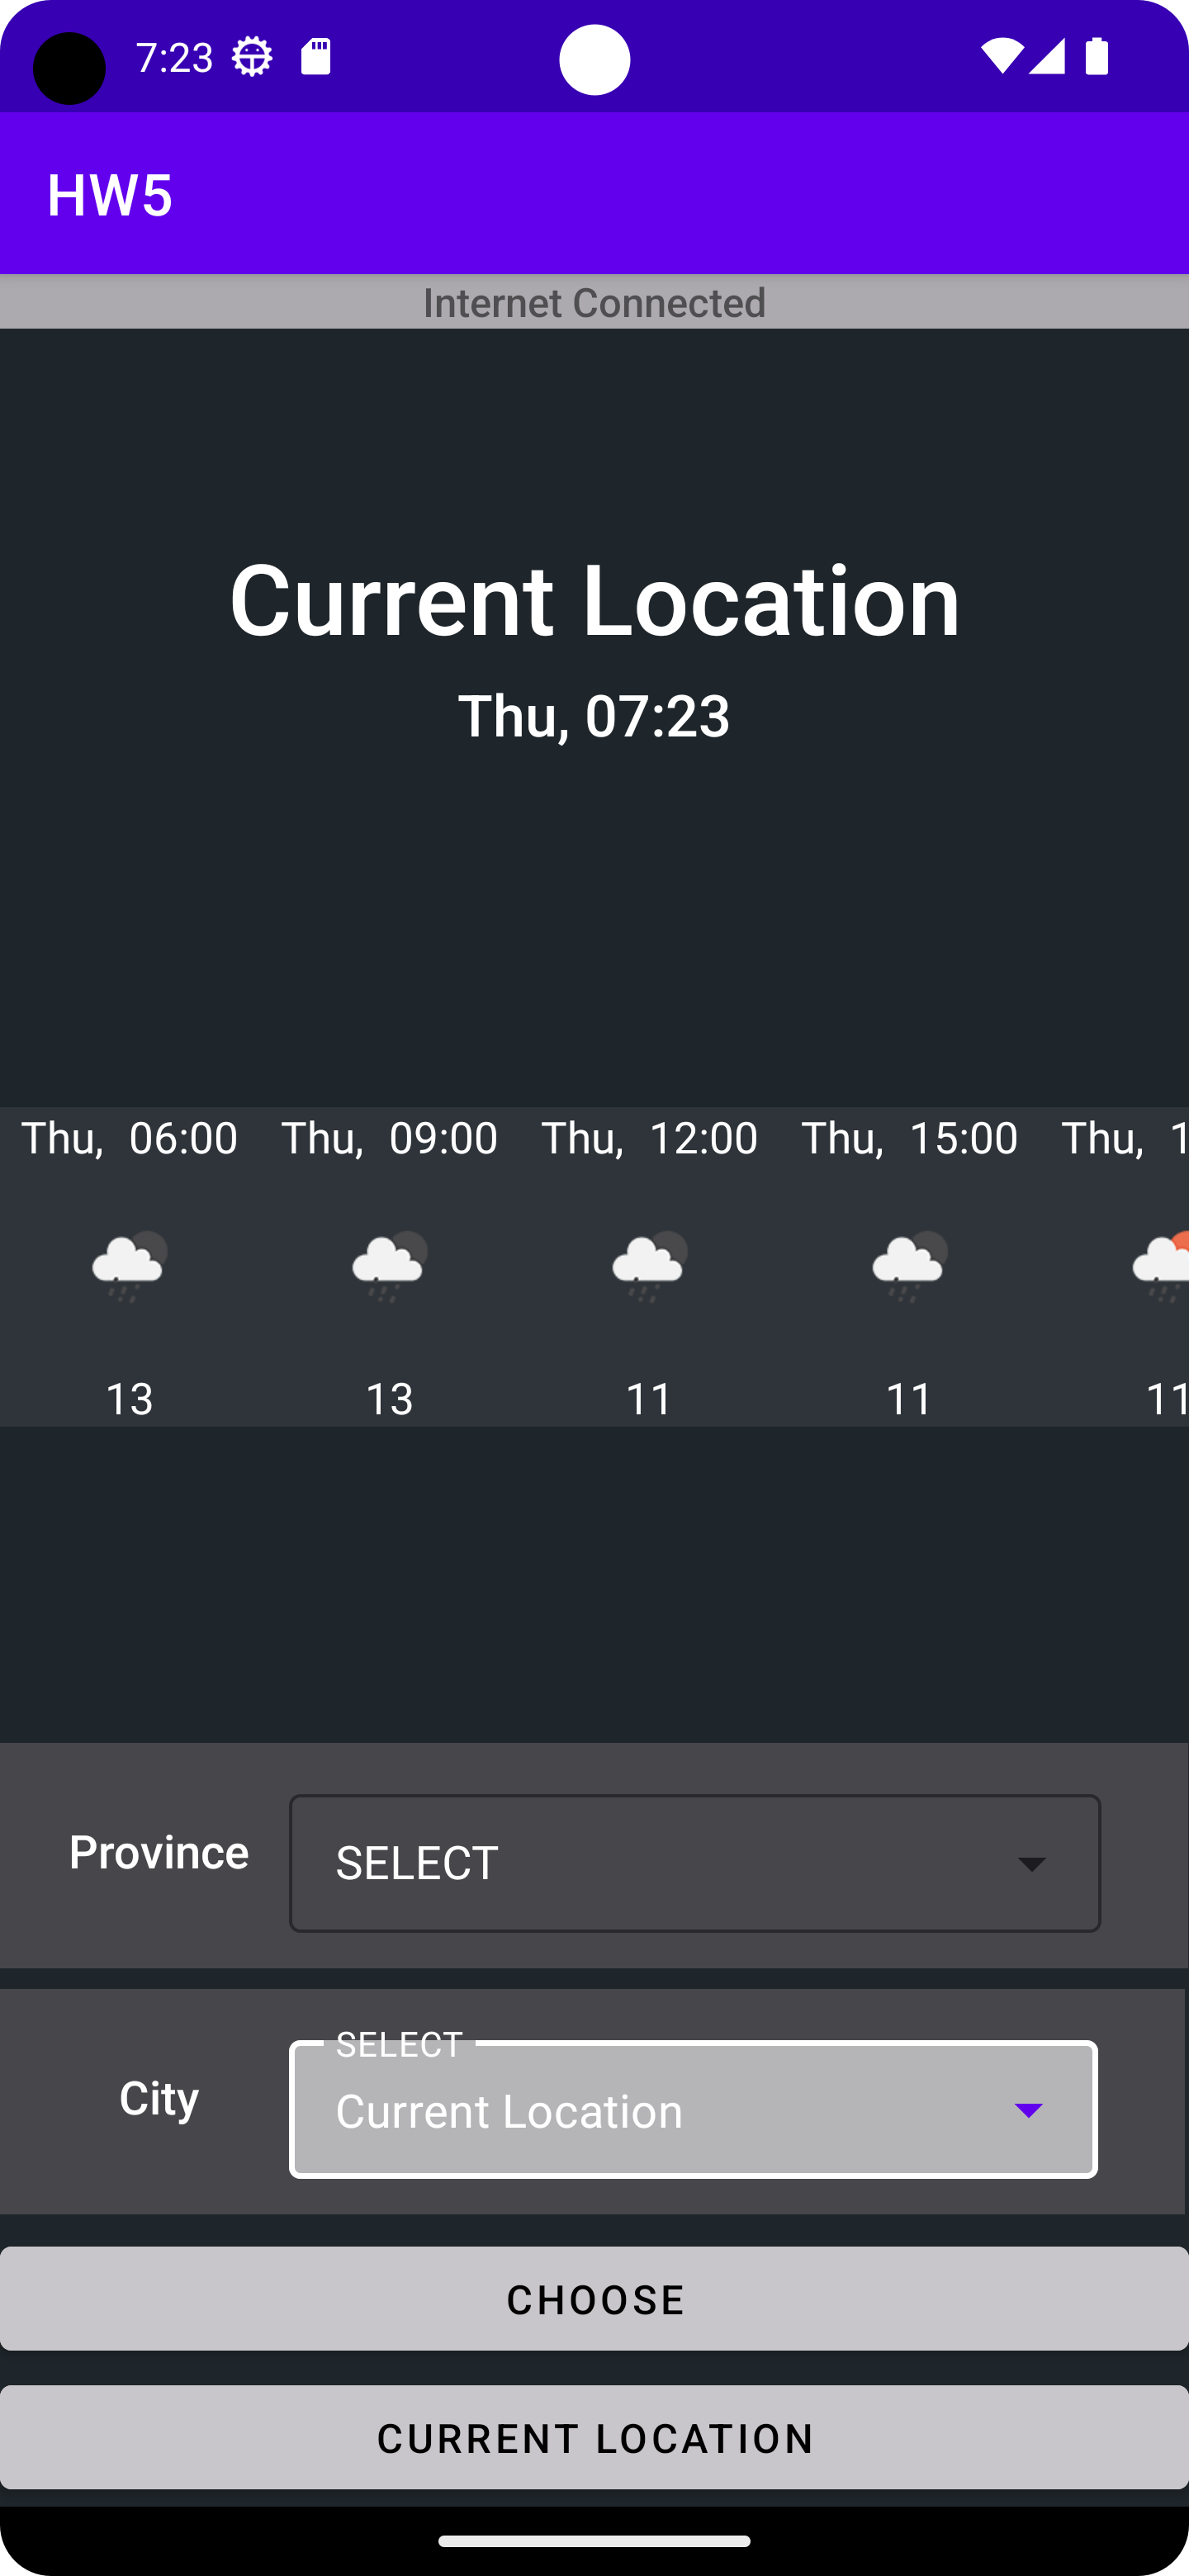 7:23
HW5
Internet Connected
Current Location
Thu, 07:23
Thu, 06:00 Thu, 09:00 Thu, 12:00 Thu, 15:00 Thu, 1
13 13 11 11 11
Province SELECT
SELECT
City Current Location
CHOOSE
CURRENT LOCATION